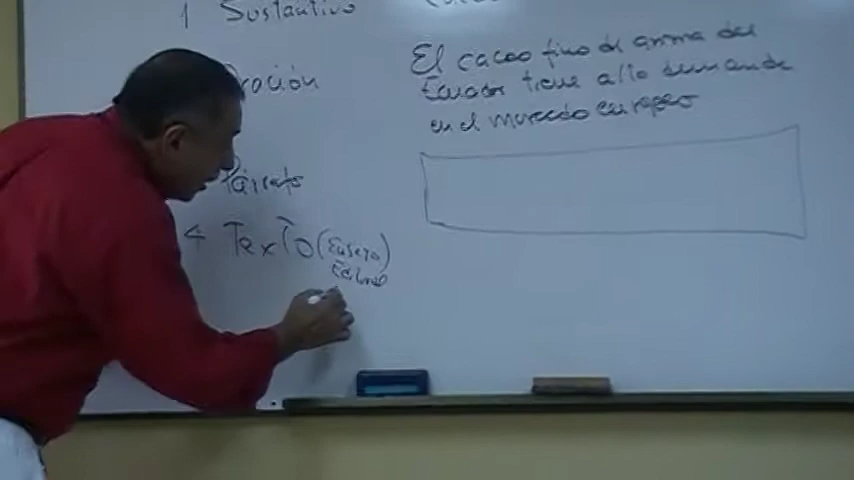 1 Sustantivo
Oración
Párrafo
4 Texto (Ensayo
Editorial
El cacao fino de aroma del
Ecuador tiene alta demanda
en el mercado europeo